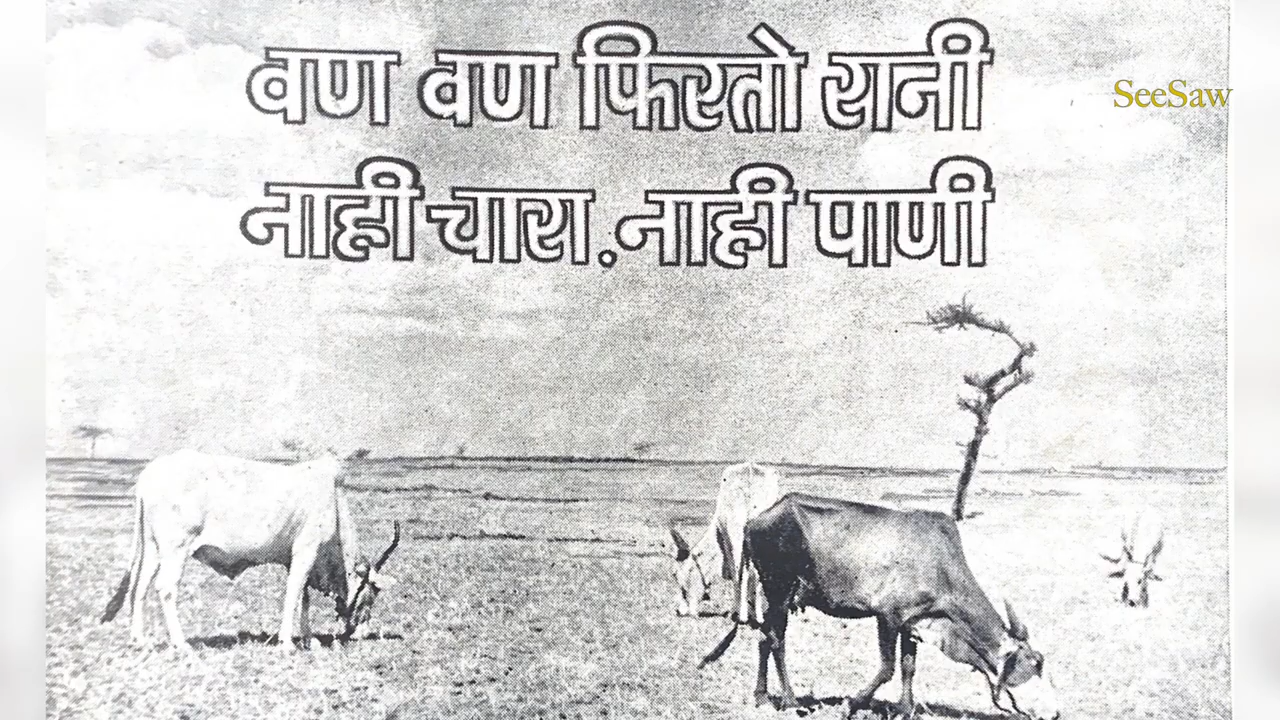 वण वण फिरतो रानी
SeeSaw
नाही चारा. नाही पाणी